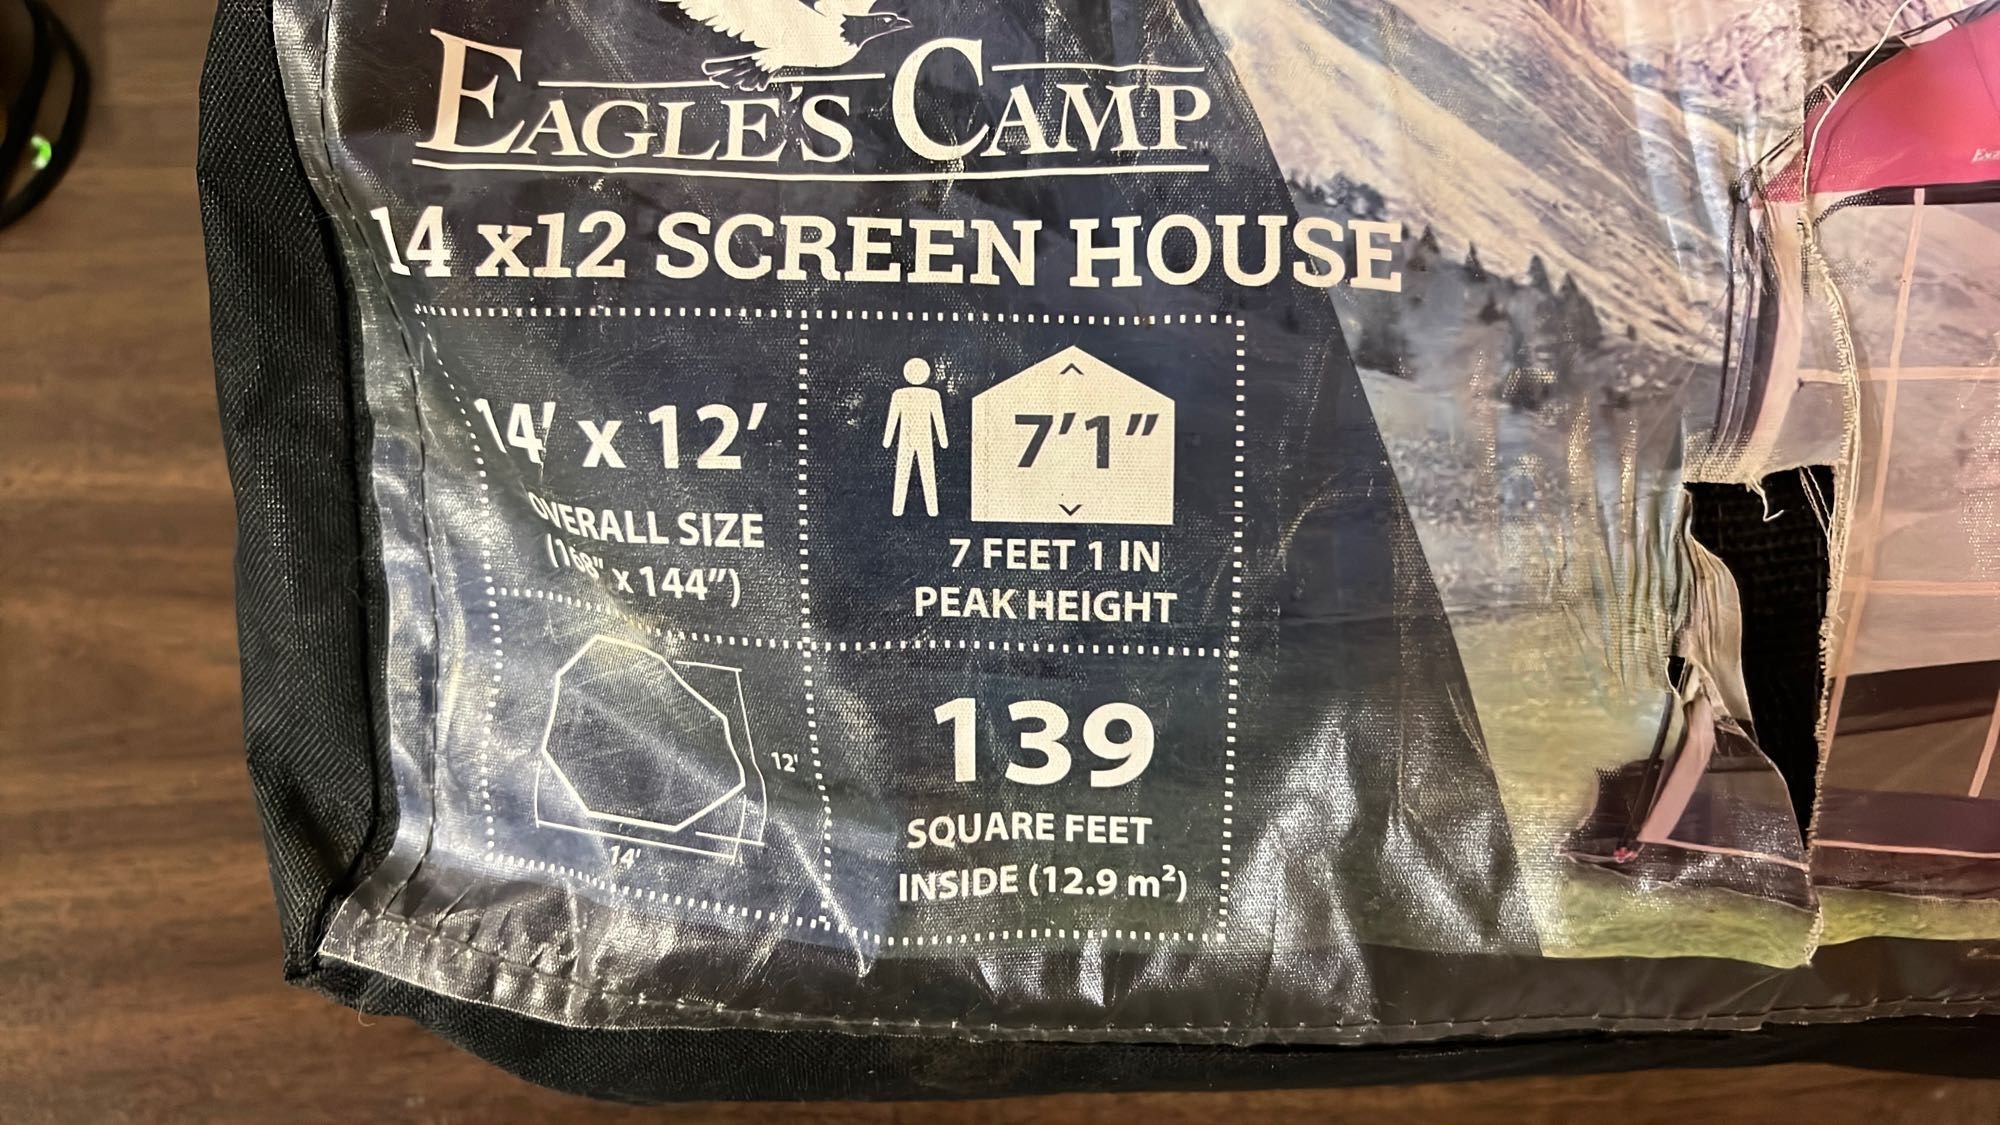 EAGLE'S CAMP
14 x12 SCREEN HOUSE
14' x 12'
OVERALL SIZE
(168" x 144")
7'1"
7 FEET 1 IN
PEAK HEIGHT
12'
14'
139
SQUARE FEET
INSIDE (12.9 m²)